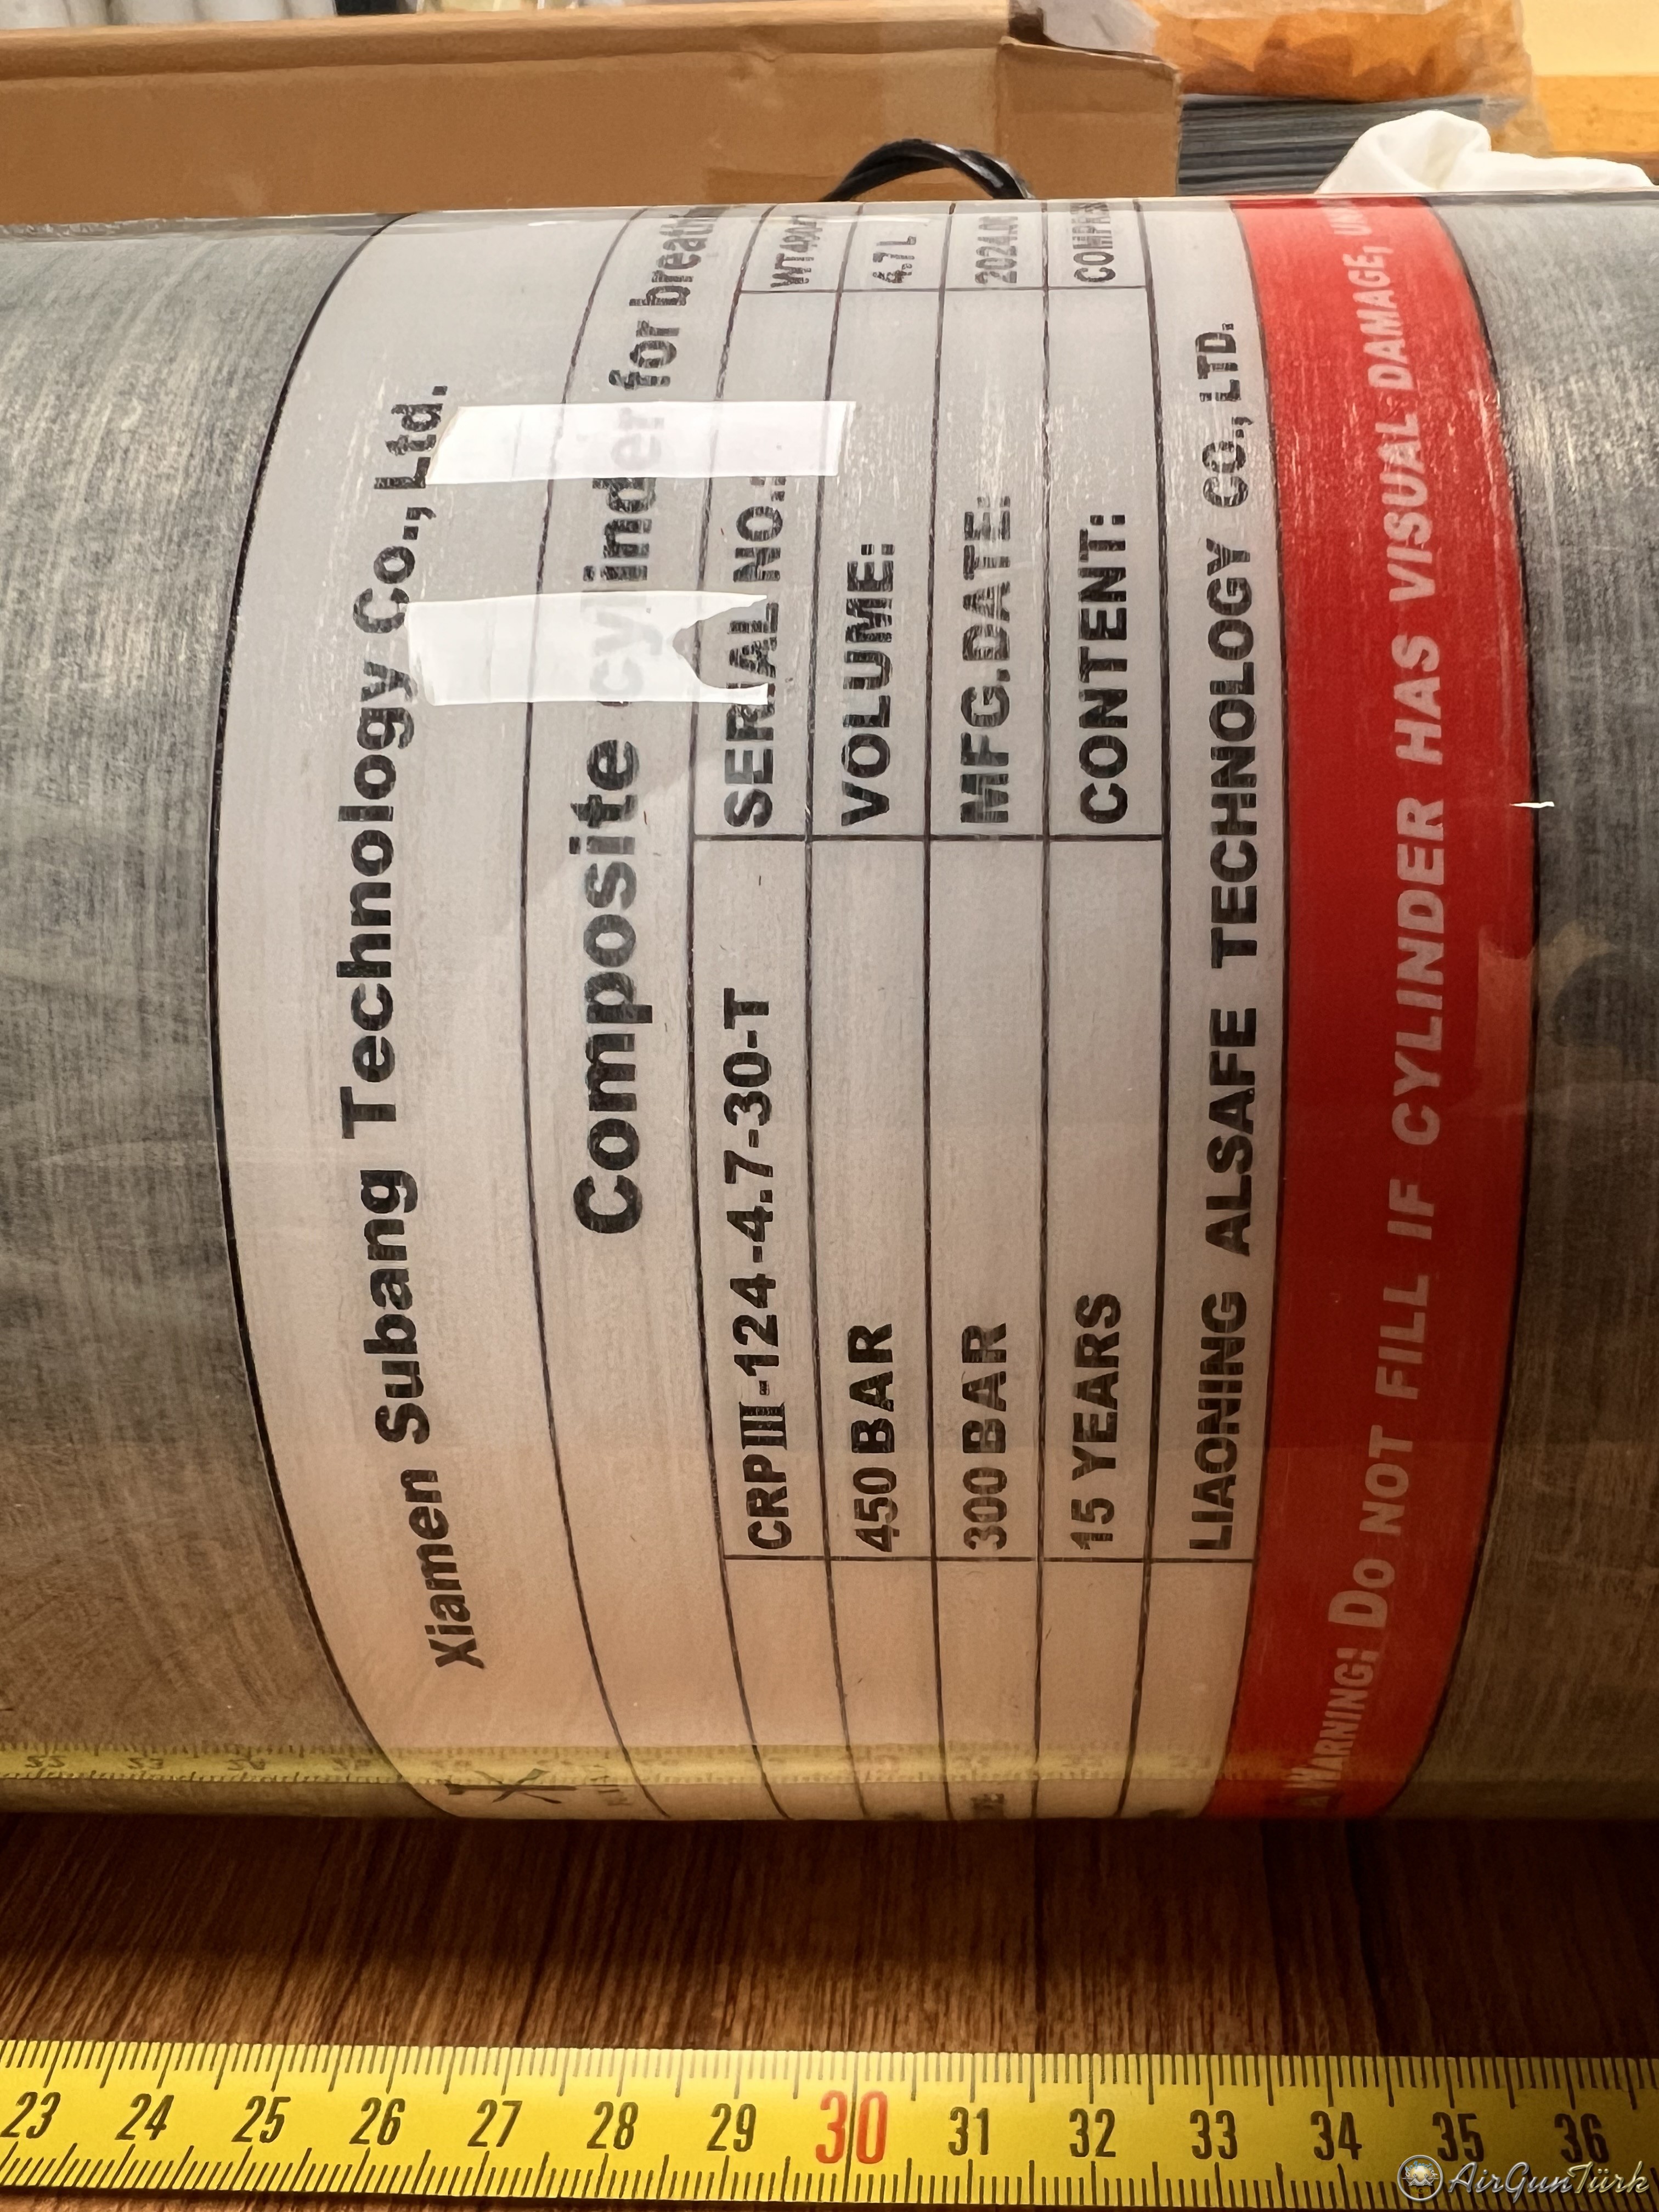 Xiamen Subang Technology Co., Ltd.
Composite cylinder for
CRPIII-124-4.7-30-T SERIAL NO.:
450 BAR VOLUME: 4.7 L
300 BAR MFG.DATE:
15 YEARS CONTENT:
LIAONING ALSAFE TECHNOLOGY CO., LTD.
WARNING: DO NOT FILL IF CYLINDER HAS VISUAL DAMAGE,
23 24 25 26 27 28 29 30 31 32 33 34 35 36
AirGunTürk